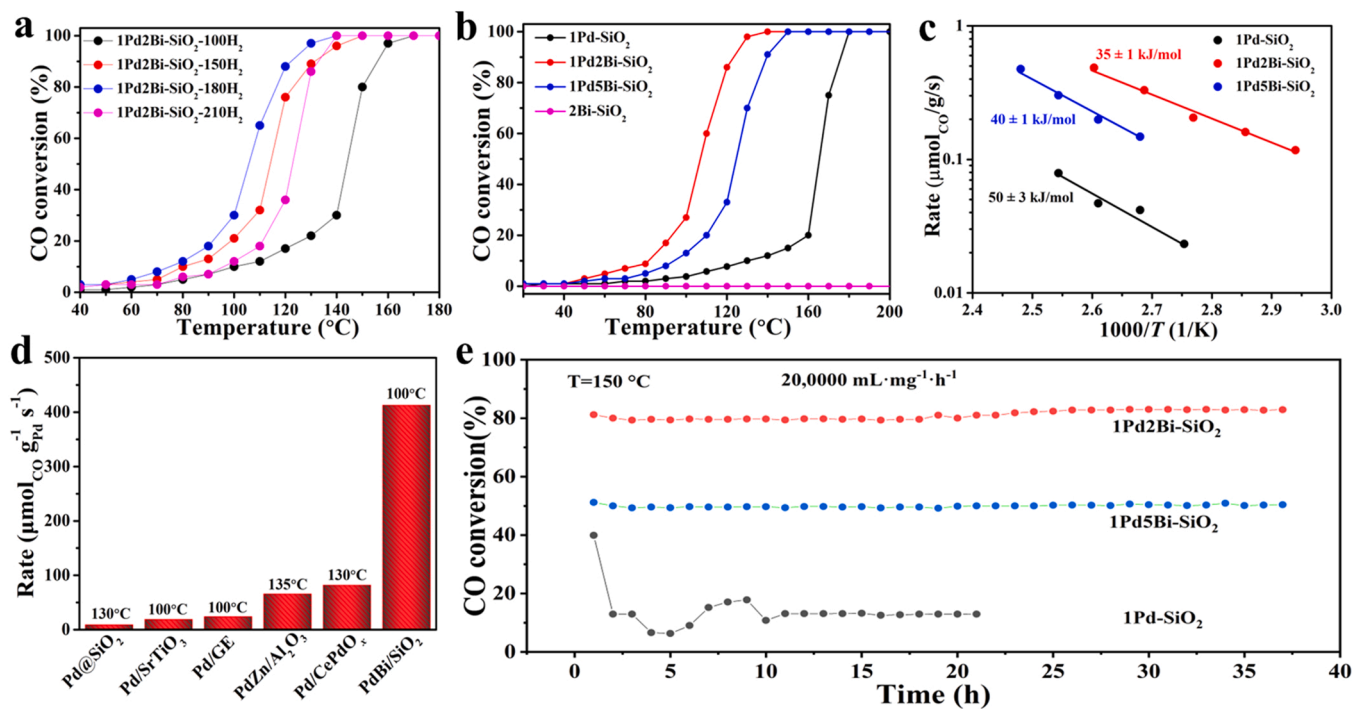 a
CO conversion (%)
100
80
60
40
20
0
1Pd2Bi-SiO₂-100H₂
1Pd2Bi-SiO₂-150H₂
1Pd2Bi-SiO₂-180H₂
1Pd2Bi-SiO₂-210H₂
40 60 80 100 120 140 160 180
Temperature (°C)
b
CO conversion (%)
100
80
60
40
20
0
1Pd-SiO₂
1Pd2Bi-SiO₂
1Pd5Bi-SiO₂
2Bi-SiO₂
40 80 120 160 200
Temperature (°C)
c
Rate (μmol_CO/g/s)
1
0.1
0.01
35 ± 1 kJ/mol
1Pd-SiO₂
1Pd2Bi-SiO₂
1Pd5Bi-SiO₂
40 ± 1 kJ/mol
50 ± 3 kJ/mol
2.4 2.5 2.6 2.7 2.8 2.9 3.0
1000/T (1/K)
d
Rate (μmol_CO g⁻¹_Pd s⁻¹)
500
400
300
200
100
0
130°C
100°C
100°C
135°C
130°C
100°C
Pd@SiO₂
Pd/SrTiO₃
Pd/GE
PdZn/Al₂O₃
Pd/CePdOₓ
PdBi/SiO₂
e
CO conversion(%)
100
80
60
40
20
0
T=150 °C
20,0000 mL·mg⁻¹·h⁻¹
1Pd2Bi-SiO₂
1Pd5Bi-SiO₂
1Pd-SiO₂
0 5 10 15 20 25 30 35 40
Time (h)